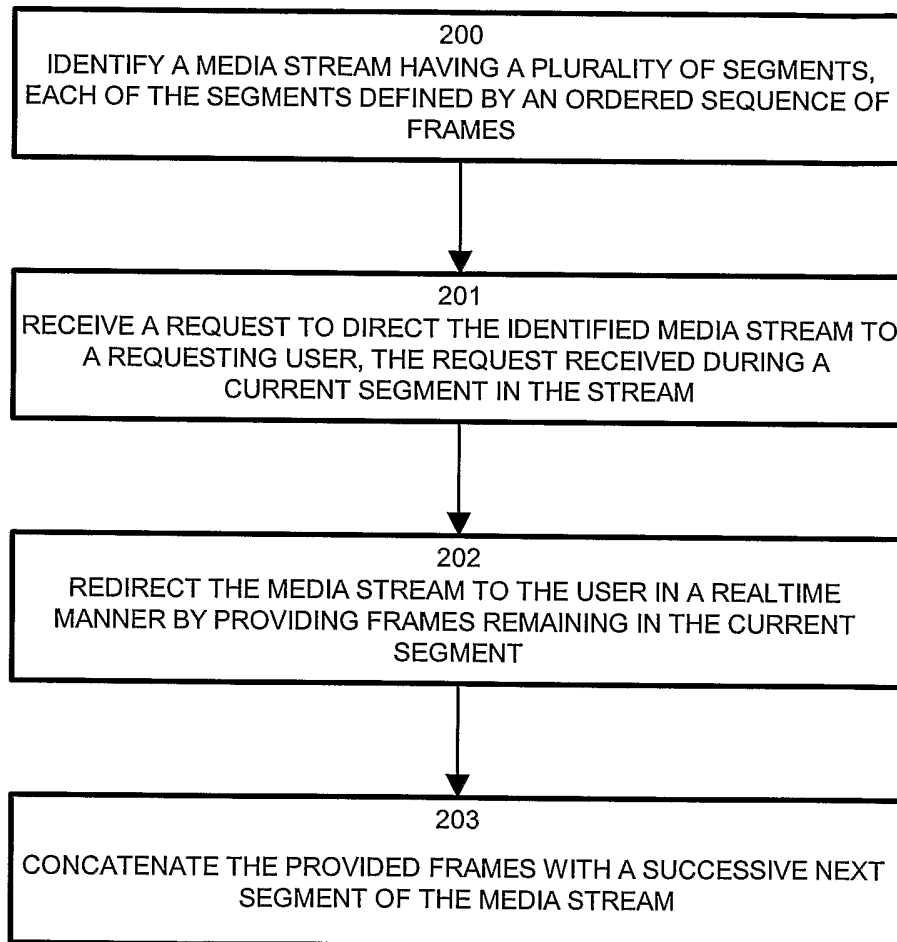 200
IDENTIFY A MEDIA STREAM HAVING A PLURALITY OF SEGMENTS,
EACH OF THE SEGMENTS DEFINED BY AN ORDERED SEQUENCE OF
FRAMES
201
RECEIVE A REQUEST TO DIRECT THE IDENTIFIED MEDIA STREAM TO
A REQUESTING USER, THE REQUEST RECEIVED DURING A
CURRENT SEGMENT IN THE STREAM
202
REDIRECT THE MEDIA STREAM TO THE USER IN A REALTIME
MANNER BY PROVIDING FRAMES REMAINING IN THE CURRENT
SEGMENT
203
CONCATENATE THE PROVIDED FRAMES WITH A SUCCESSIVE NEXT
SEGMENT OF THE MEDIA STREAM